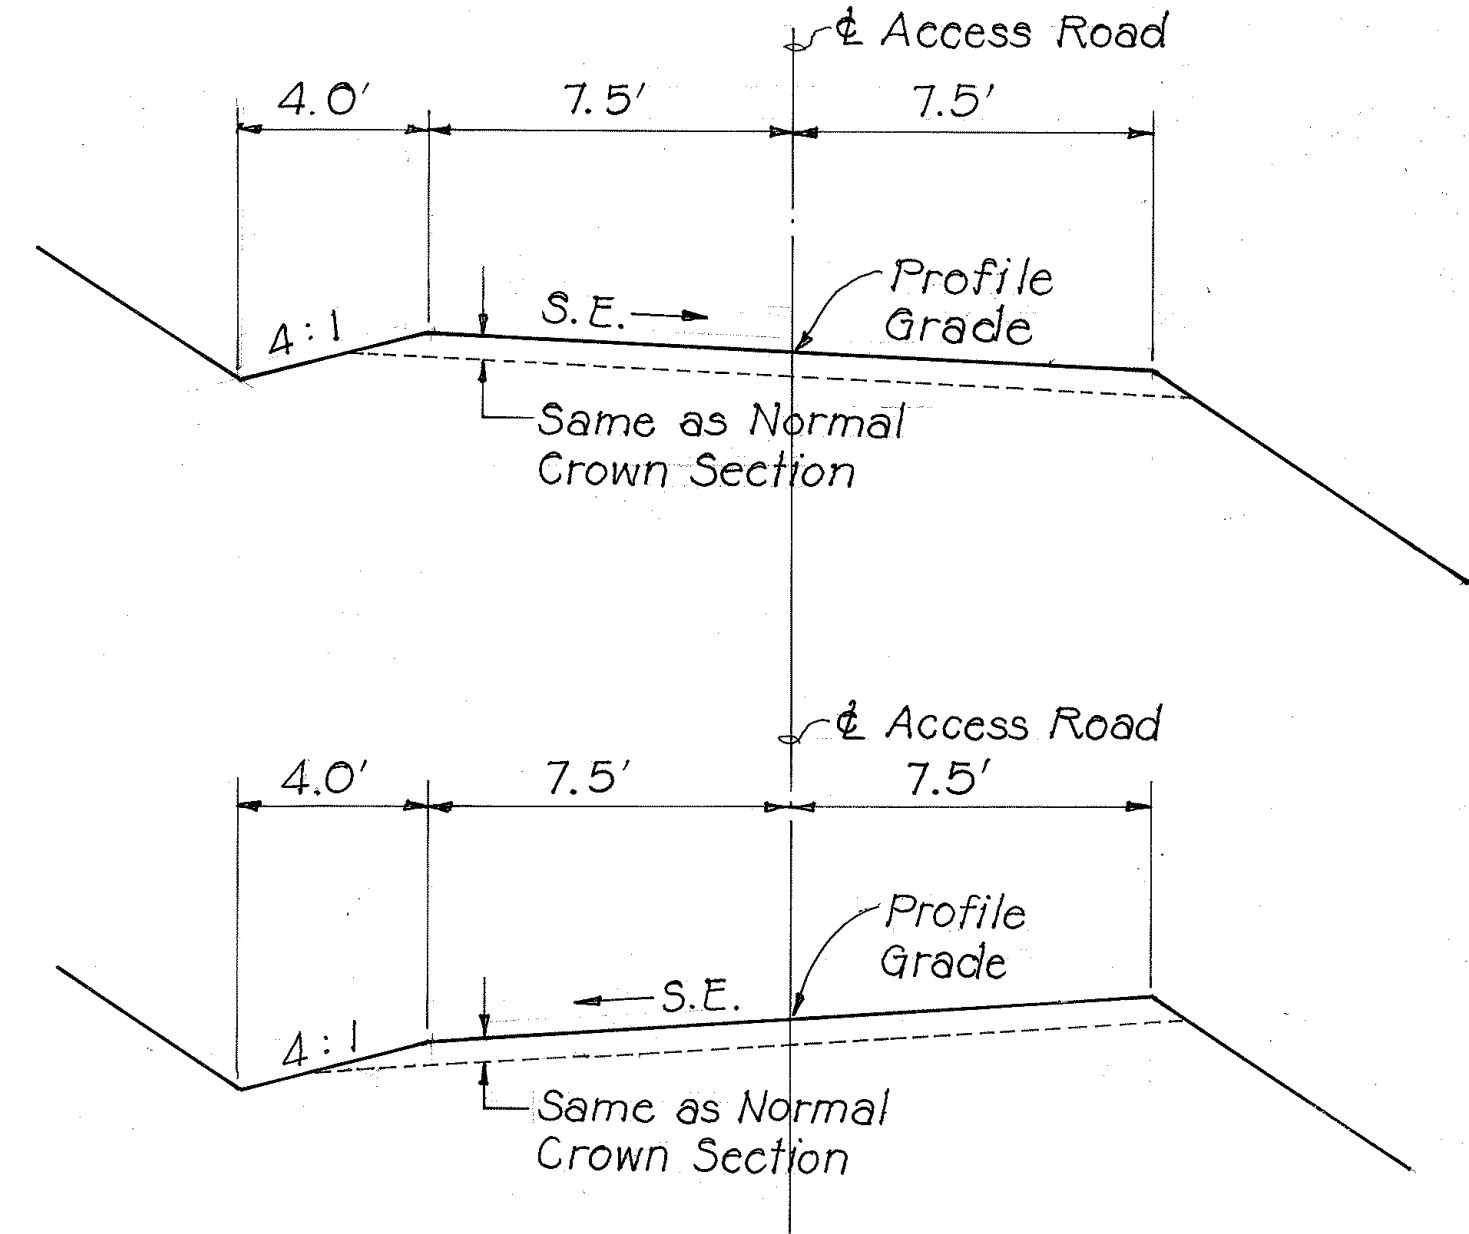 ℄ Access Road
4.0' 7.5' 7.5'
Profile
Grade
S.E.
4:1
Same as Normal
Crown Section
℄ Access Road
4.0' 7.5' 7.5'
Profile
Grade
S.E.
4:1
Same as Normal
Crown Section